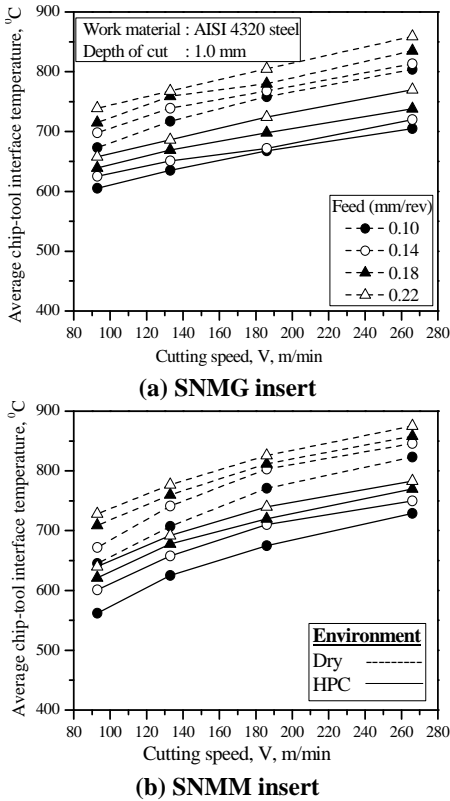 Work material : AISI 4320 steel
Depth of cut : 1.0 mm
Average chip-tool interface temperature, ⁰C
900
800
700
600
500
400
Feed (mm/rev)
0.10
0.14
0.18
0.22
80 100 120 140 160 180 200 220 240 260 280
Cutting speed, V, m/min
(a) SNMG insert
Average chip-tool interface temperature, ⁰C
900
800
700
600
500
400
Environment
Dry
HPC
80 100 120 140 160 180 200 220 240 260 280
Cutting speed, V, m/min
(b) SNMM insert